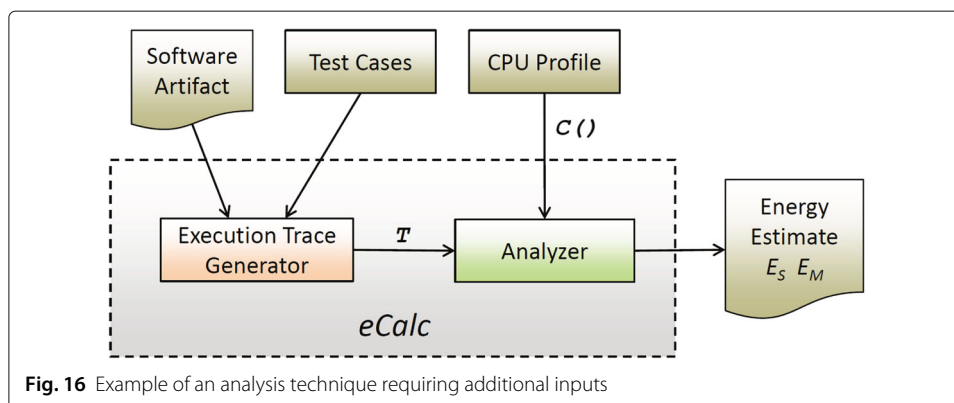 Software
Artifact
Test Cases
CPU Profile
C()
Execution Trace
Generator
T
Analyzer
Energy
Estimate
E_S E_M
eCalc
Fig. 16 Example of an analysis technique requiring additional inputs